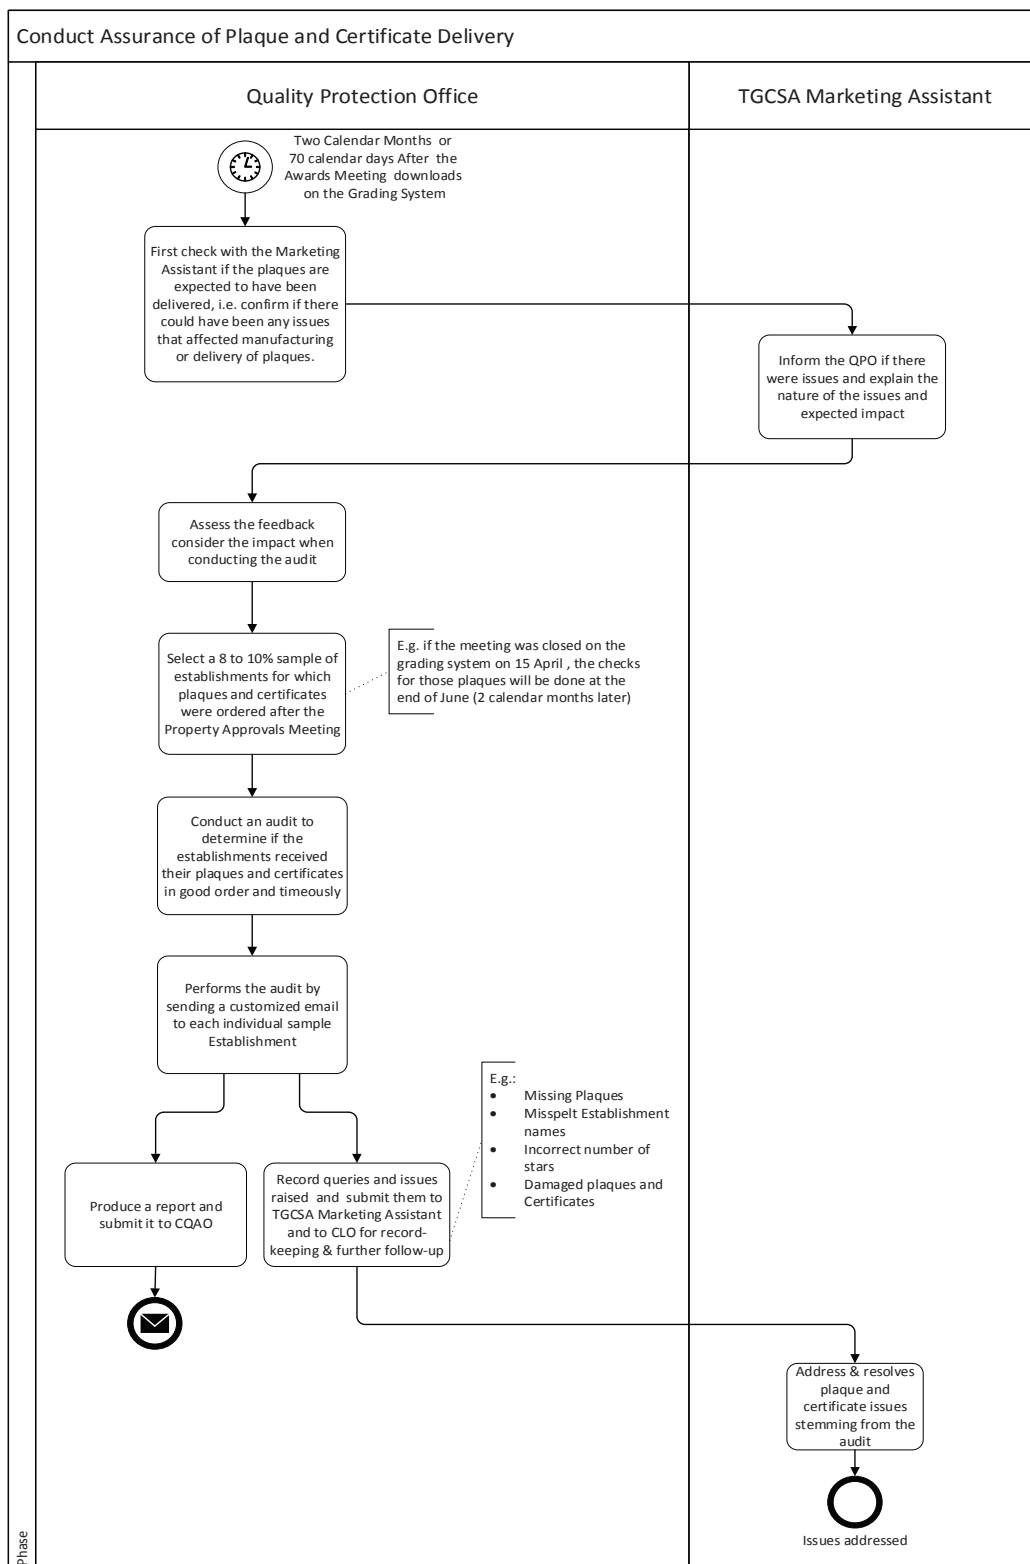 Conduct Assurance of Plaque and Certificate Delivery
Quality Protection Office
TGCSA Marketing Assistant
Two Calendar Months or
70 calendar days After the
Awards Meeting downloads
on the Grading System
First check with the Marketing
Assistant if the plaques are
expected to have been
delivered, i.e. confirm if there
could have been any issues
that affected manufacturing
or delivery of plaques.
Inform the QPO if there
were issues and explain the
nature of the issues and
expected impact
Assess the feedback
consider the impact when
conducting the audit
Select a 8 to 10% sample of
establishments for which
plaques and certificates
were ordered after the
Property Approvals Meeting
E.g. if the meeting was closed on the
grading system on 15 April , the checks
for those plaques will be done at the
end of June (2 calendar months later)
Conduct an audit to
determine if the
establishments received
their plaques and certificates
in good order and timeously
Performs the audit by
sending a customized email
to each individual sample
Establishment
E.g.:
• Missing Plaques
• Misspelt Establishment
names
• Incorrect number of
stars
• Damaged plaques and
Certificates
Produce a report and
submit it to CQAO
Record queries and issues
raised and submit them to
TGCSA Marketing Assistant
and to CLO for record-
keeping & further follow-up
Address & resolves
plaque and
certificate issues
stemming from the
audit
Issues addressed
Phase